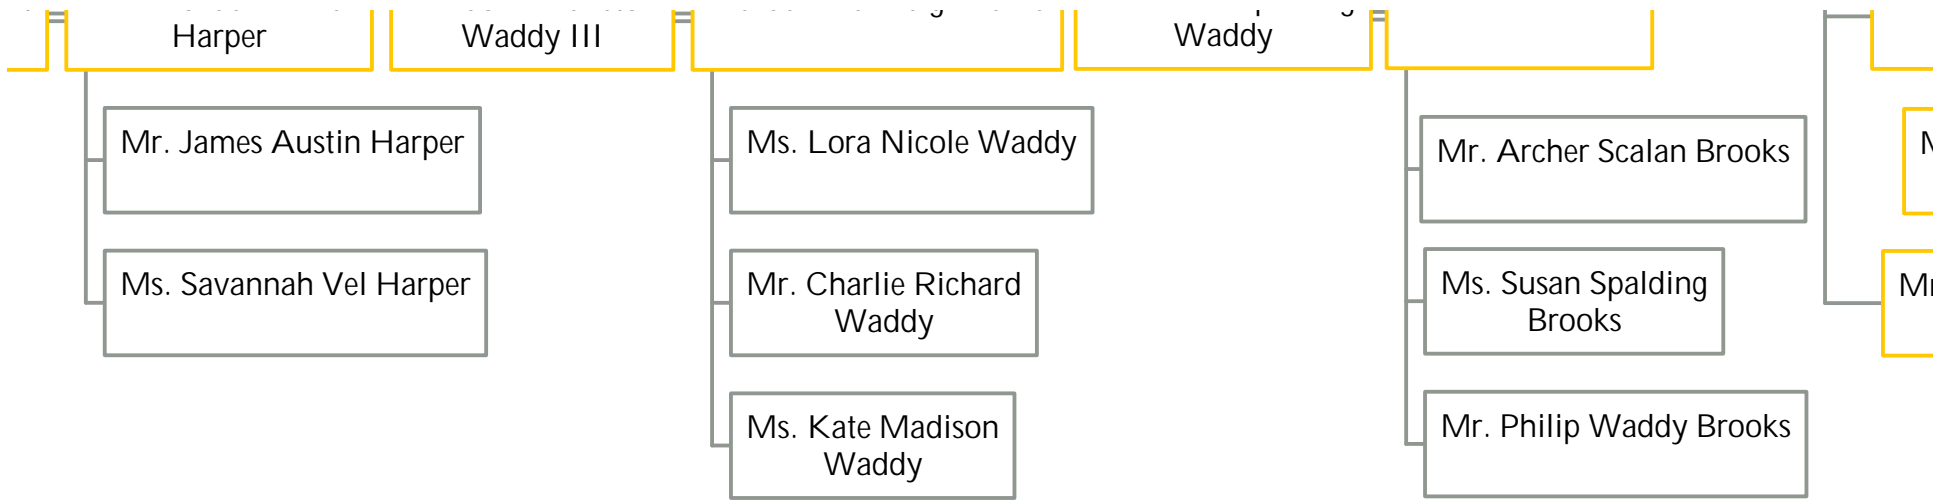 Harper
Waddy III
Waddy
Mr. James Austin Harper
Ms. Savannah Vel Harper
Ms. Lora Nicole Waddy
Mr. Charlie Richard
Waddy
Ms. Kate Madison
Waddy
Mr. Archer Scalan Brooks
Ms. Susan Spalding
Brooks
Mr. Philip Waddy Brooks